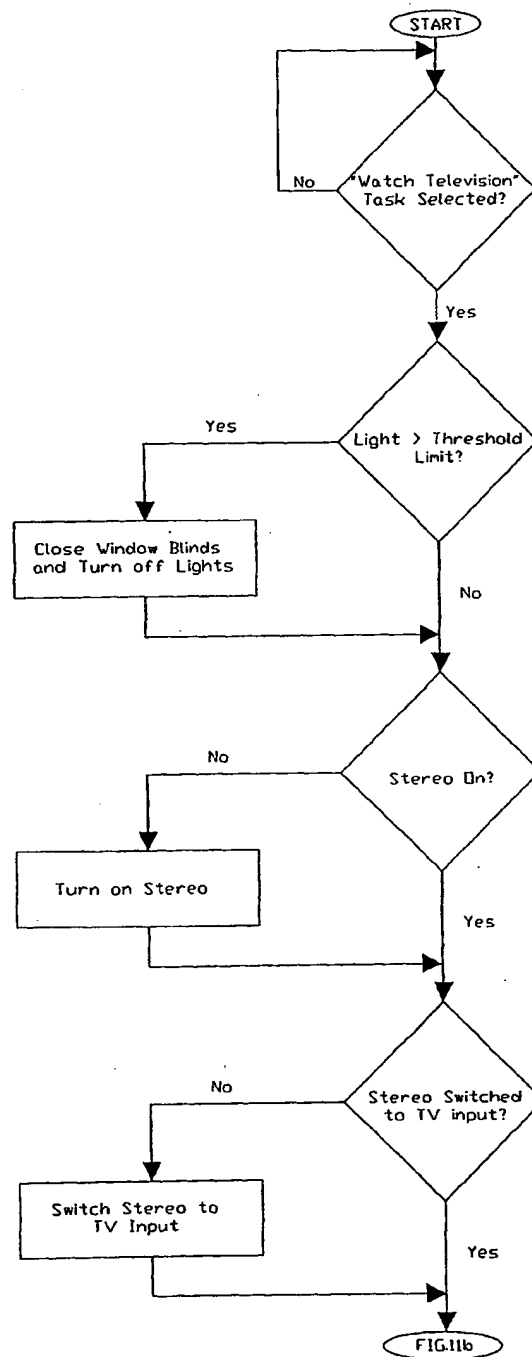 START
"Watch Television"
Task Selected?
No
Yes
Light > Threshold
Limit?
Yes
Close Window Blinds
and Turn off Lights
No
Stereo On?
No
Turn on Stereo
Yes
Stereo Switched
to TV input?
No
Switch Stereo to
TV Input
Yes
FIG.11b